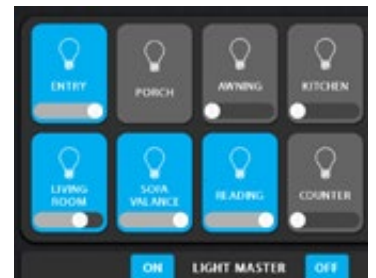 ENTRY
PORCH
AWNING
KITCHEN
LIVING
ROOM
SOFA
VALANCE
READING
COUNTER
ON LIGHT MASTER OFF